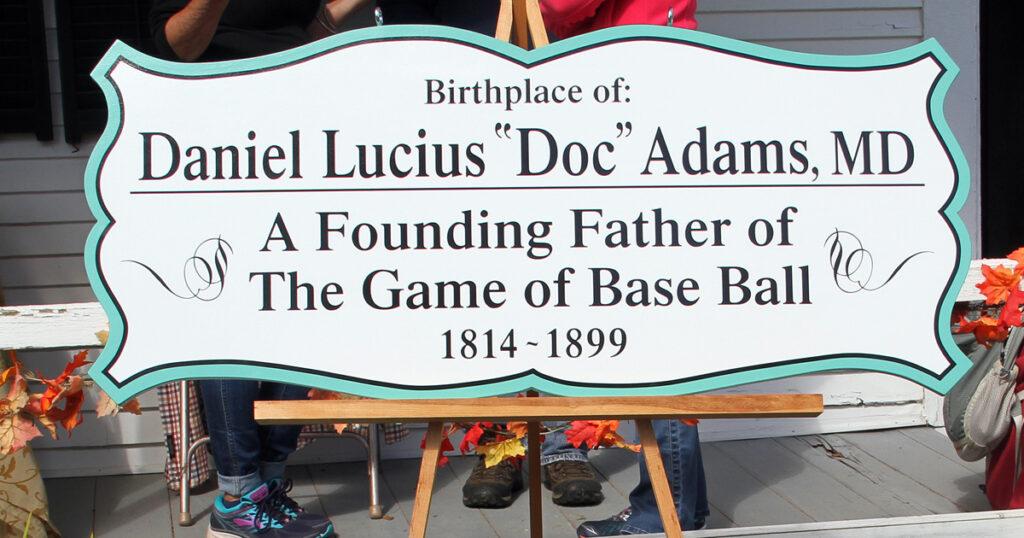 Birthplace of:
Daniel Lucius “Doc” Adams, MD
A Founding Father of
The Game of Base Ball
1814 ~ 1899